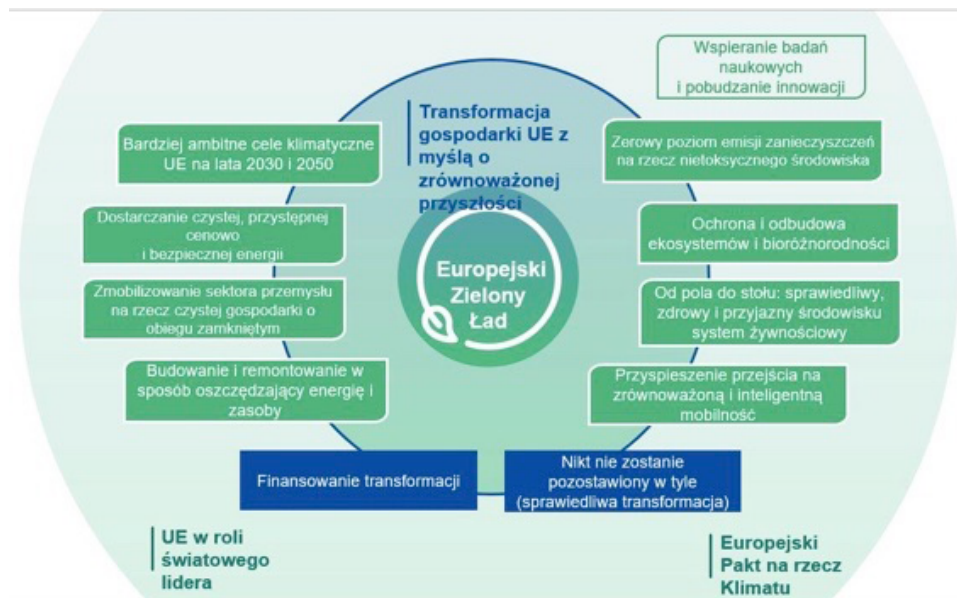 Wspieranie badań
naukowych
i pobudzanie innowacji
Transformacja
gospodarki UE z
myślą o
zrównoważonej
przyszłości
Bardziej ambitne cele klimatyczne
UE na lata 2030 i 2050
Zerowy poziom emisji zanieczyszczeń
na rzecz nietoksycznego środowiska
Dostarczanie czystej, przystępnej
cenowo
i bezpiecznej energii
Ochrona i odbudowa
ekosystemów i bioróżnorodności
Europejski
Zielony
Ład
Zmobilizowanie sektora przemysłu
na rzecz czystej gospodarki o
obiegu zamkniętym
Od pola do stołu: sprawiedliwy,
zdrowy i przyjazny środowisku
system żywnościowy
Budowanie i remontowanie w
sposób oszczędzający energię i
zasoby
Przyspieszenie przejścia na
zrównoważoną i inteligentną
mobilność
Finansowanie transformacji
Nikt nie zostanie
pozostawiony w tyle
(sprawiedliwa transformacja)
UE w roli
światowego
lidera
Europejski
Pakt na rzecz
Klimatu